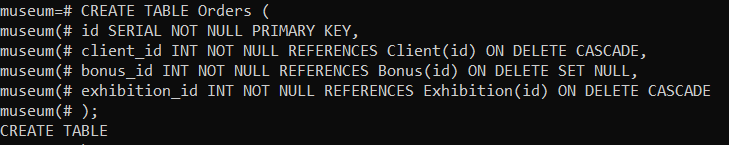 museum=# CREATE TABLE Orders (
museum(# id SERIAL NOT NULL PRIMARY KEY,
museum(# client_id INT NOT NULL REFERENCES Client(id) ON DELETE CASCADE,
museum(# bonus_id INT NOT NULL REFERENCES Bonus(id) ON DELETE SET NULL,
museum(# exhibition_id INT NOT NULL REFERENCES Exhibition(id) ON DELETE CASCADE
museum(# );
CREATE TABLE